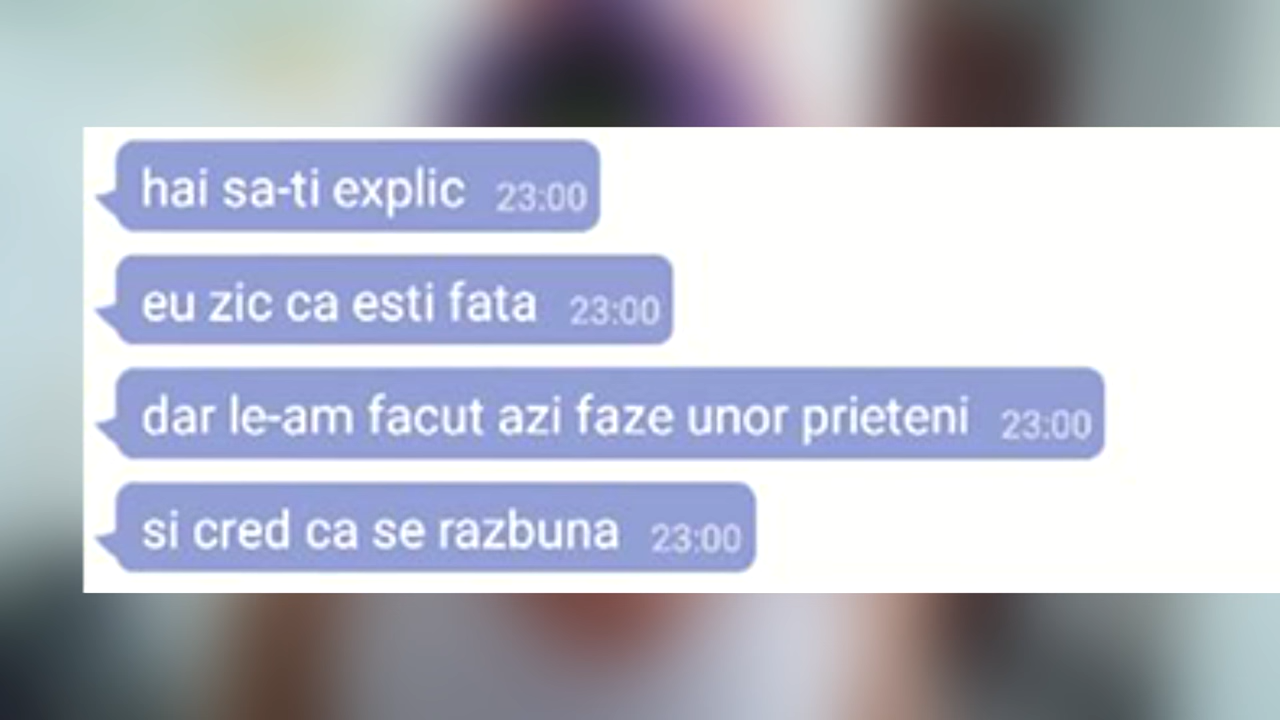 hai sa-ti explic 23:00
eu zic ca esti fata 23:00
dar le-am facut azi faze unor prieteni 23:00
si cred ca se razbuna 23:00